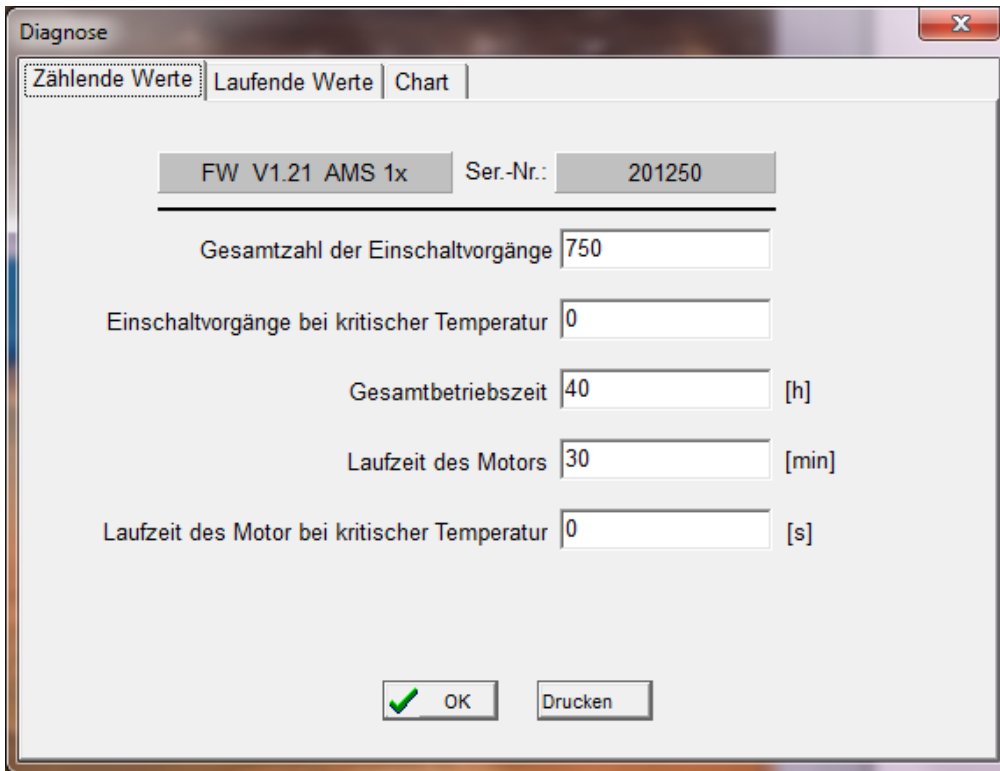 Diagnose
Zählende Werte Laufende Werte Chart
FW V1.21 AMS 1x Ser.-Nr.: 201250
Gesamtzahl der Einschaltvorgänge 750
Einschaltvorgänge bei kritischer Temperatur 0
Gesamtbetriebszeit 40 [h]
Laufzeit des Motors 30 [min]
Laufzeit des Motor bei kritischer Temperatur 0 [s]
OK Drucken